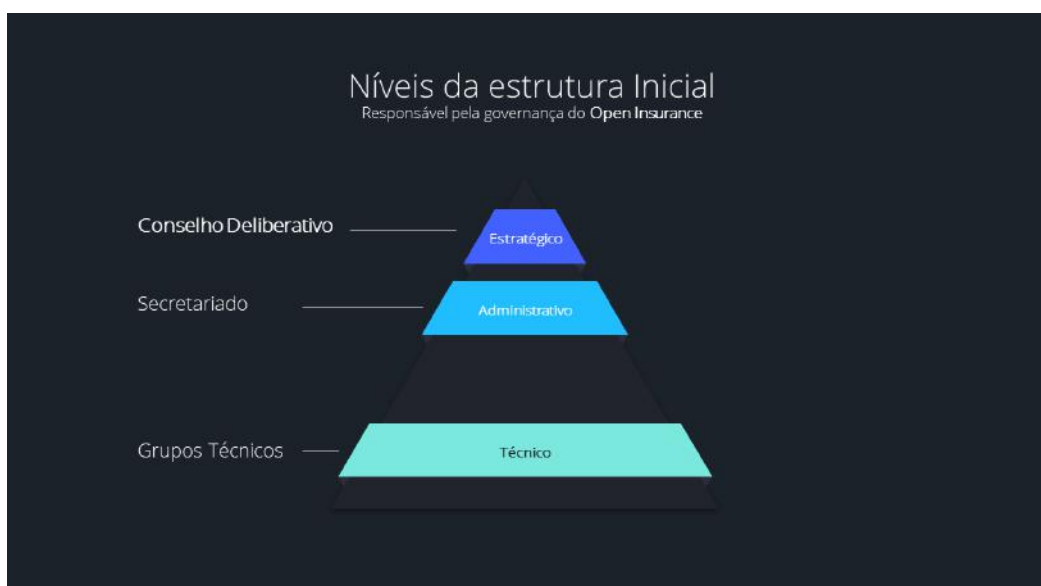 Níveis da estrutura Inicial
Responsável pela governança do Open Insurance
Conselho Deliberativo
Estratégico
Secretariado
Administrativo
Grupos Técnicos
Técnico